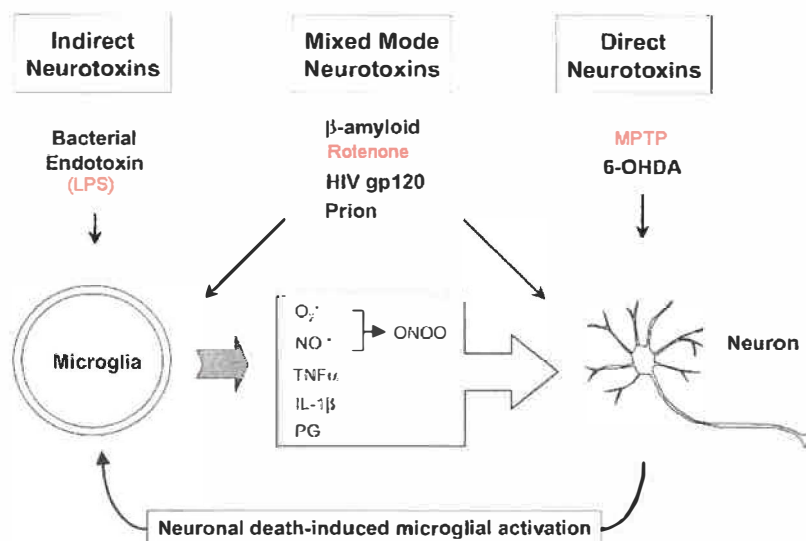 Indirect
Neurotoxins
Mixed Mode
Neurotoxins
Direct
Neurotoxins
Bacterial
Endotoxin
(LPS)
β-amyloid
Rotenone
HIV gp120
Prion
MPTP
6-OHDA
Microglia
O₂•
NO•
ONOO
TNFα
IL-1β
PG
Neuron
Neuronal death-induced microglial activation